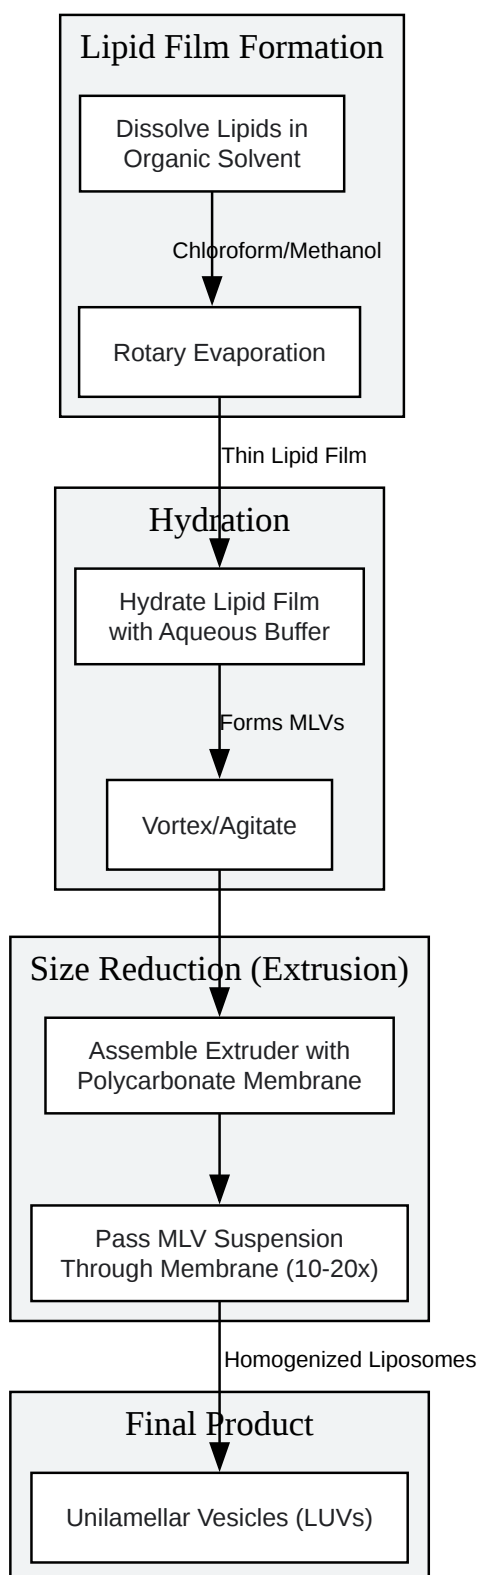 Lipid Film Formation
Dissolve Lipids in
Organic Solvent
Chloroform/Methanol
Rotary Evaporation
Thin Lipid Film
Hydration
Hydrate Lipid Film
with Aqueous Buffer
Forms MLVs
Vortex/Agitate
Size Reduction (Extrusion)
Assemble Extruder with
Polycarbonate Membrane
Pass MLV Suspension
Through Membrane (10-20x)
Homogenized Liposomes
Final Product
Unilamellar Vesicles (LUVs)